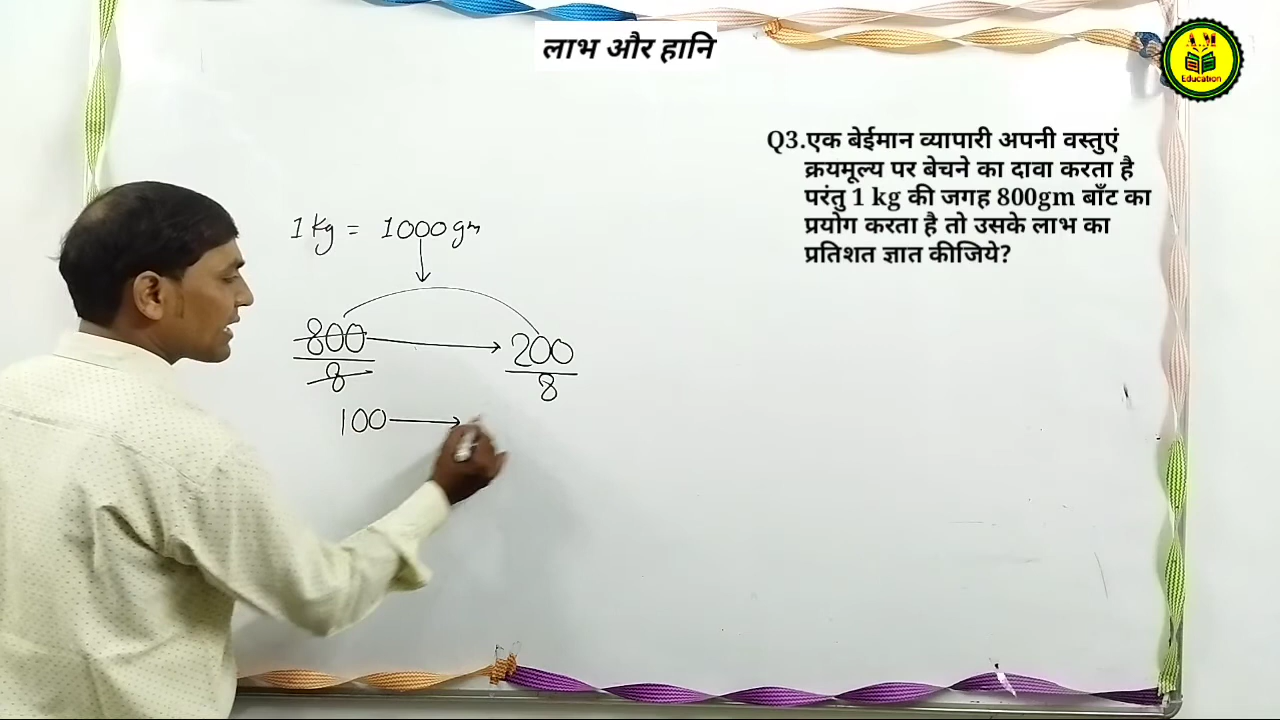 लाभ और हानि
A.M
Education
Q3.एक बेईमान व्यापारी अपनी वस्तुएं
क्रयमूल्य पर बेचने का दावा करता है
परंतु 1 kg की जगह 800gm बाँट का
प्रयोग करता है तो उसके लाभ का
प्रतिशत ज्ञात कीजिये?
1 kg = 1000 gm
800 → 200
8 8
100 →